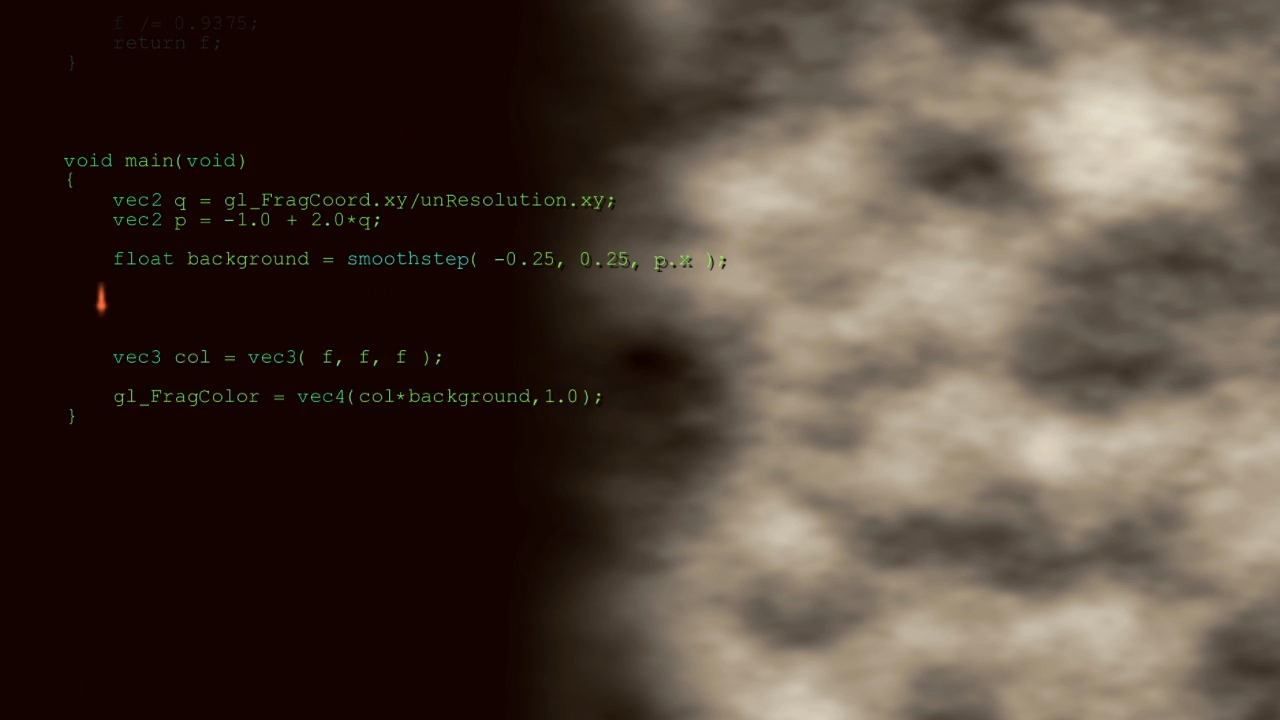 f /= 0.9375;
return f;
}
void main(void)
{
vec2 q = gl_FragCoord.xy/unResolution.xy;
vec2 p = -1.0 + 2.0*q;
float background = smoothstep( -0.25, 0.25, p.x );
vec3 col = vec3( f, f, f );
gl_FragColor = vec4(col*background,1.0);
}